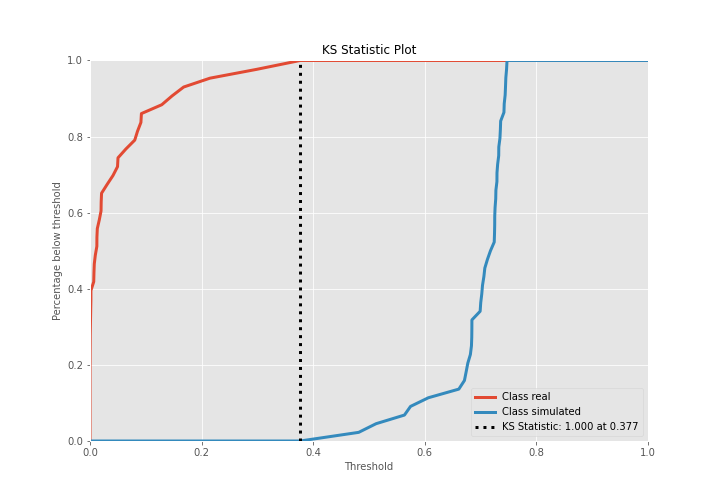 KS Statistic Plot
1.0
0.8
0.6
0.4
0.2
0.0
Percentage below threshold
0.0 0.2 0.4 0.6 0.8 1.0
Threshold
Class real
Class simulated
KS Statistic: 1.000 at 0.377